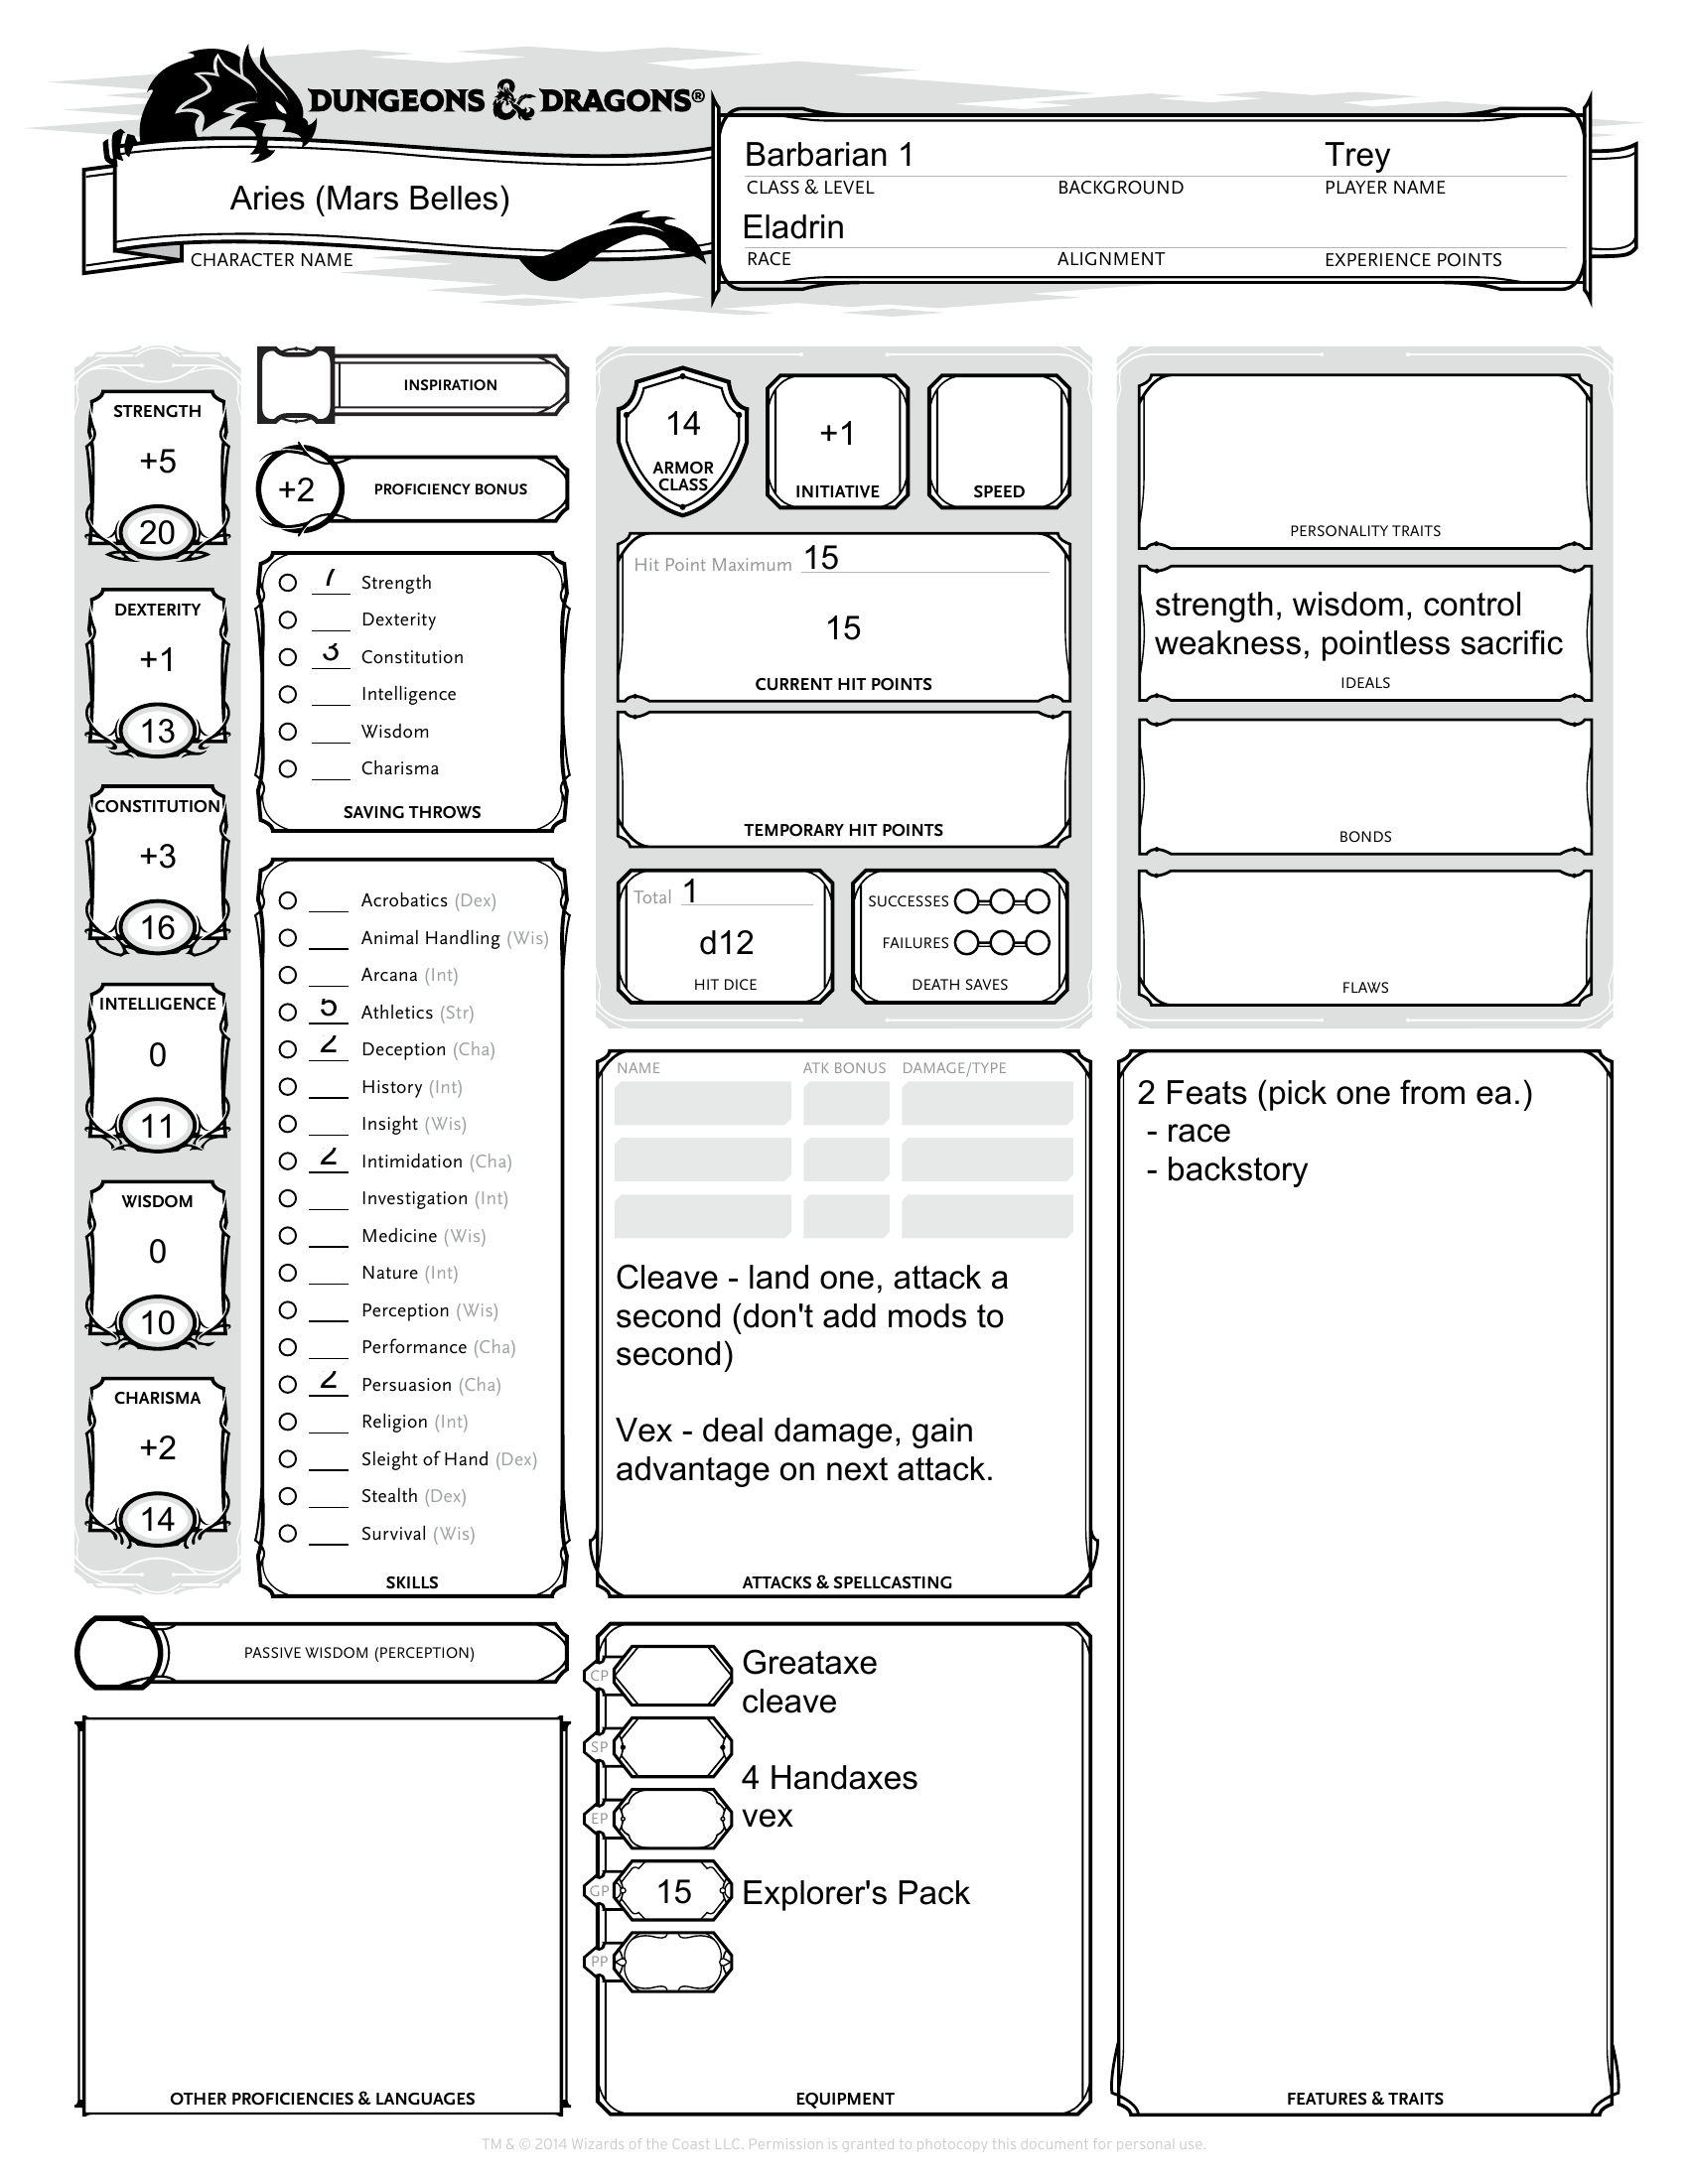 DUNGEONS & DRAGONS®
Aries (Mars Belles)
CHARACTER NAME
Barbarian 1
Trey
CLASS & LEVEL
BACKGROUND
PLAYER NAME
Eladrin
RACE
ALIGNMENT
EXPERIENCE POINTS
STRENGTH
+5
20
DEXTERITY
+1
13
CONSTITUTION
+3
16
INTELLIGENCE
0
11
WISDOM
0
10
CHARISMA
+2
14
INSPIRATION
+2
PROFICIENCY BONUS
7 Strength
Dexterity
3 Constitution
Intelligence
Wisdom
Charisma
SAVING THROWS
Acrobatics (Dex)
Animal Handling (Wis)
Arcana (Int)
5 Athletics (Str)
2 Deception (Cha)
History (Int)
Insight (Wis)
2 Intimidation (Cha)
Investigation (Int)
Medicine (Wis)
Nature (Int)
Perception (Wis)
Performance (Cha)
2 Persuasion (Cha)
Religion (Int)
Sleight of Hand (Dex)
Stealth (Dex)
Survival (Wis)
SKILLS
PASSIVE WISDOM (PERCEPTION)
OTHER PROFICIENCIES & LANGUAGES
14
ARMOR
CLASS
+1
INITIATIVE
SPEED
Hit Point Maximum 15
15
CURRENT HIT POINTS
TEMPORARY HIT POINTS
Total 1
d12
HIT DICE
SUCCESSES
FAILURES
DEATH SAVES
NAME
ATK BONUS
DAMAGE/TYPE
Cleave - land one, attack a
second (don't add mods to
second)
Vex - deal damage, gain
advantage on next attack.
ATTACKS & SPELLCASTING
CP
SP
EP
GP
15
PP
Greataxe
cleave
4 Handaxes
vex
Explorer's Pack
EQUIPMENT
PERSONALITY TRAITS
strength, wisdom, control
weakness, pointless sacrific
IDEALS
BONDS
FLAWS
2 Feats (pick one from ea.)
- race
- backstory
FEATURES & TRAITS
TM & © 2014 Wizards of the Coast LLC. Permission is granted to photocopy this document for personal use.